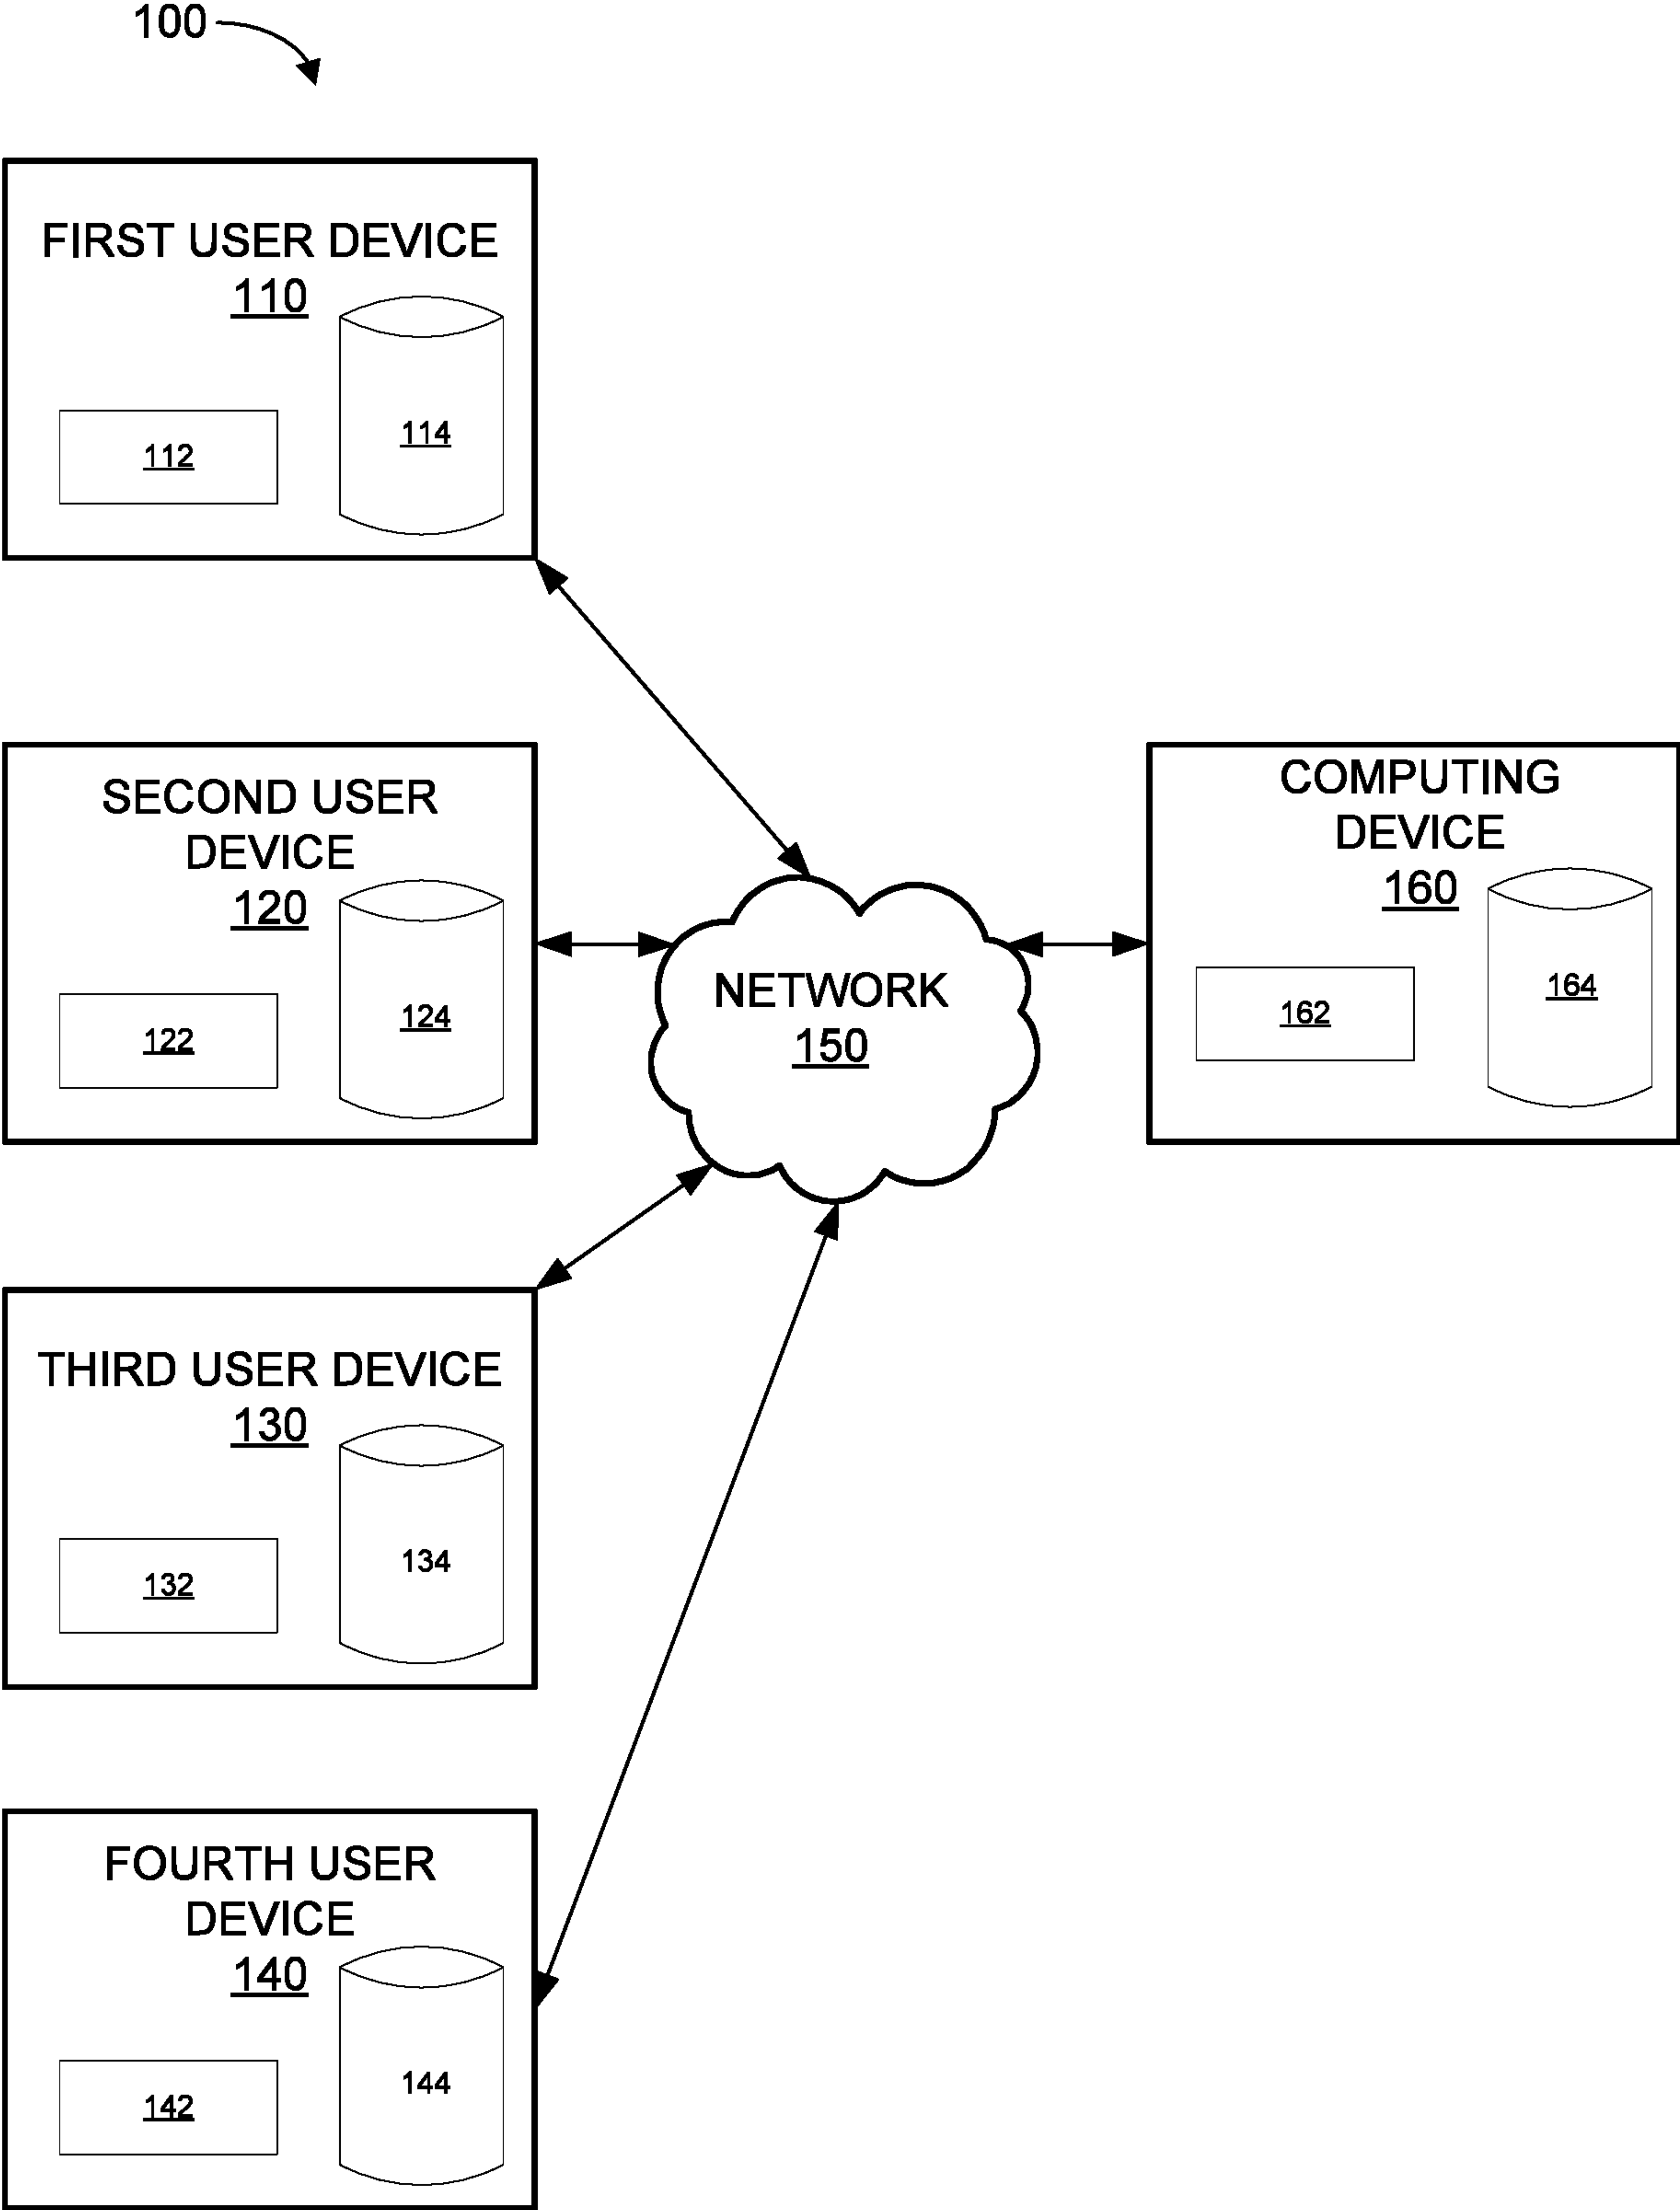 100
FIRST USER DEVICE
110
112
114
SECOND USER
DEVICE
120
122
124
THIRD USER DEVICE
130
132
134
FOURTH USER
DEVICE
140
142
144
NETWORK
150
COMPUTING
DEVICE
160
162
164